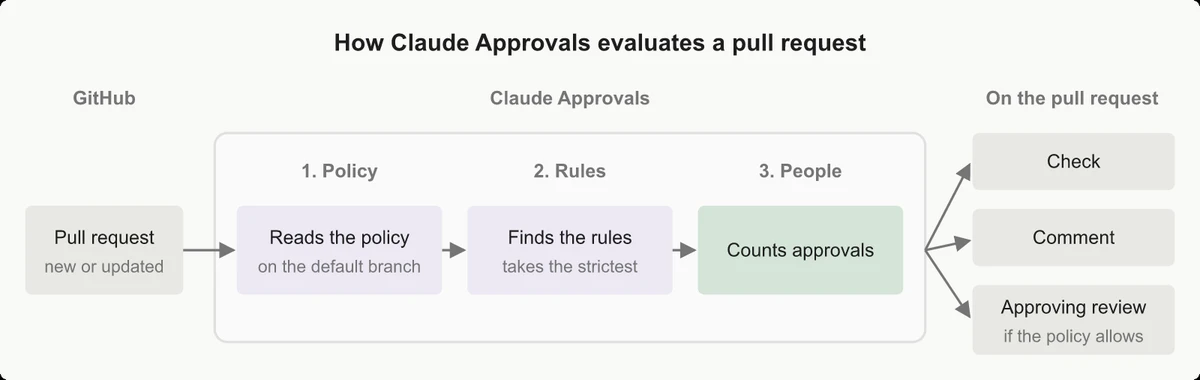 How Claude Approvals evaluates a pull request
GitHub
Claude Approvals
On the pull request
1. Policy
2. Rules
3. People
Pull request
new or updated
Reads the policy
on the default branch
Finds the rules
takes the strictest
Counts approvals
Check
Comment
Approving review
if the policy allows